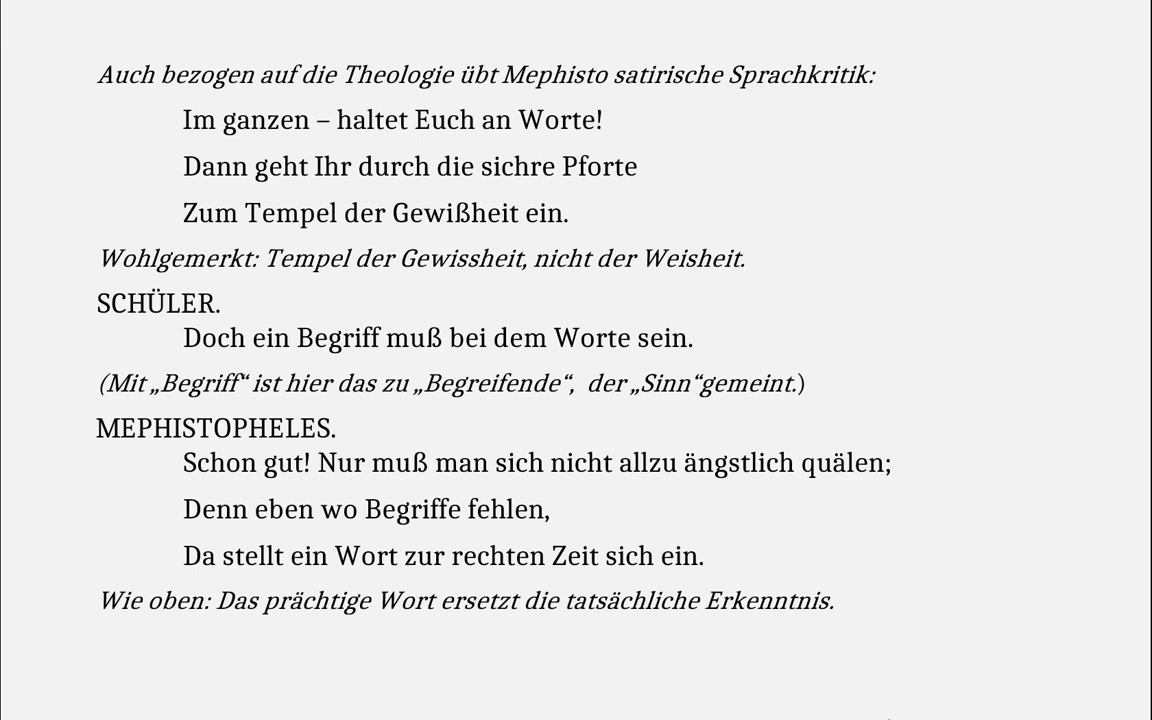 Auch bezogen auf die Theologie übt Mephisto satirische Sprachkritik:
Im ganzen – haltet Euch an Worte!
Dann geht Ihr durch die sichre Pforte
Zum Tempel der Gewißheit ein.
Wohlgemerkt: Tempel der Gewissheit, nicht der Weisheit.
SCHÜLER.
Doch ein Begriff muß bei dem Worte sein.
(Mit „Begriff“ ist hier das zu „Begreifende“,  der „Sinn“gemeint.)
MEPHISTOPHELES.
Schon gut! Nur muß man sich nicht allzu ängstlich quälen;
Denn eben wo Begriffe fehlen,
Da stellt ein Wort zur rechten Zeit sich ein.
Wie oben: Das prächtige Wort ersetzt die tatsächliche Erkenntnis.